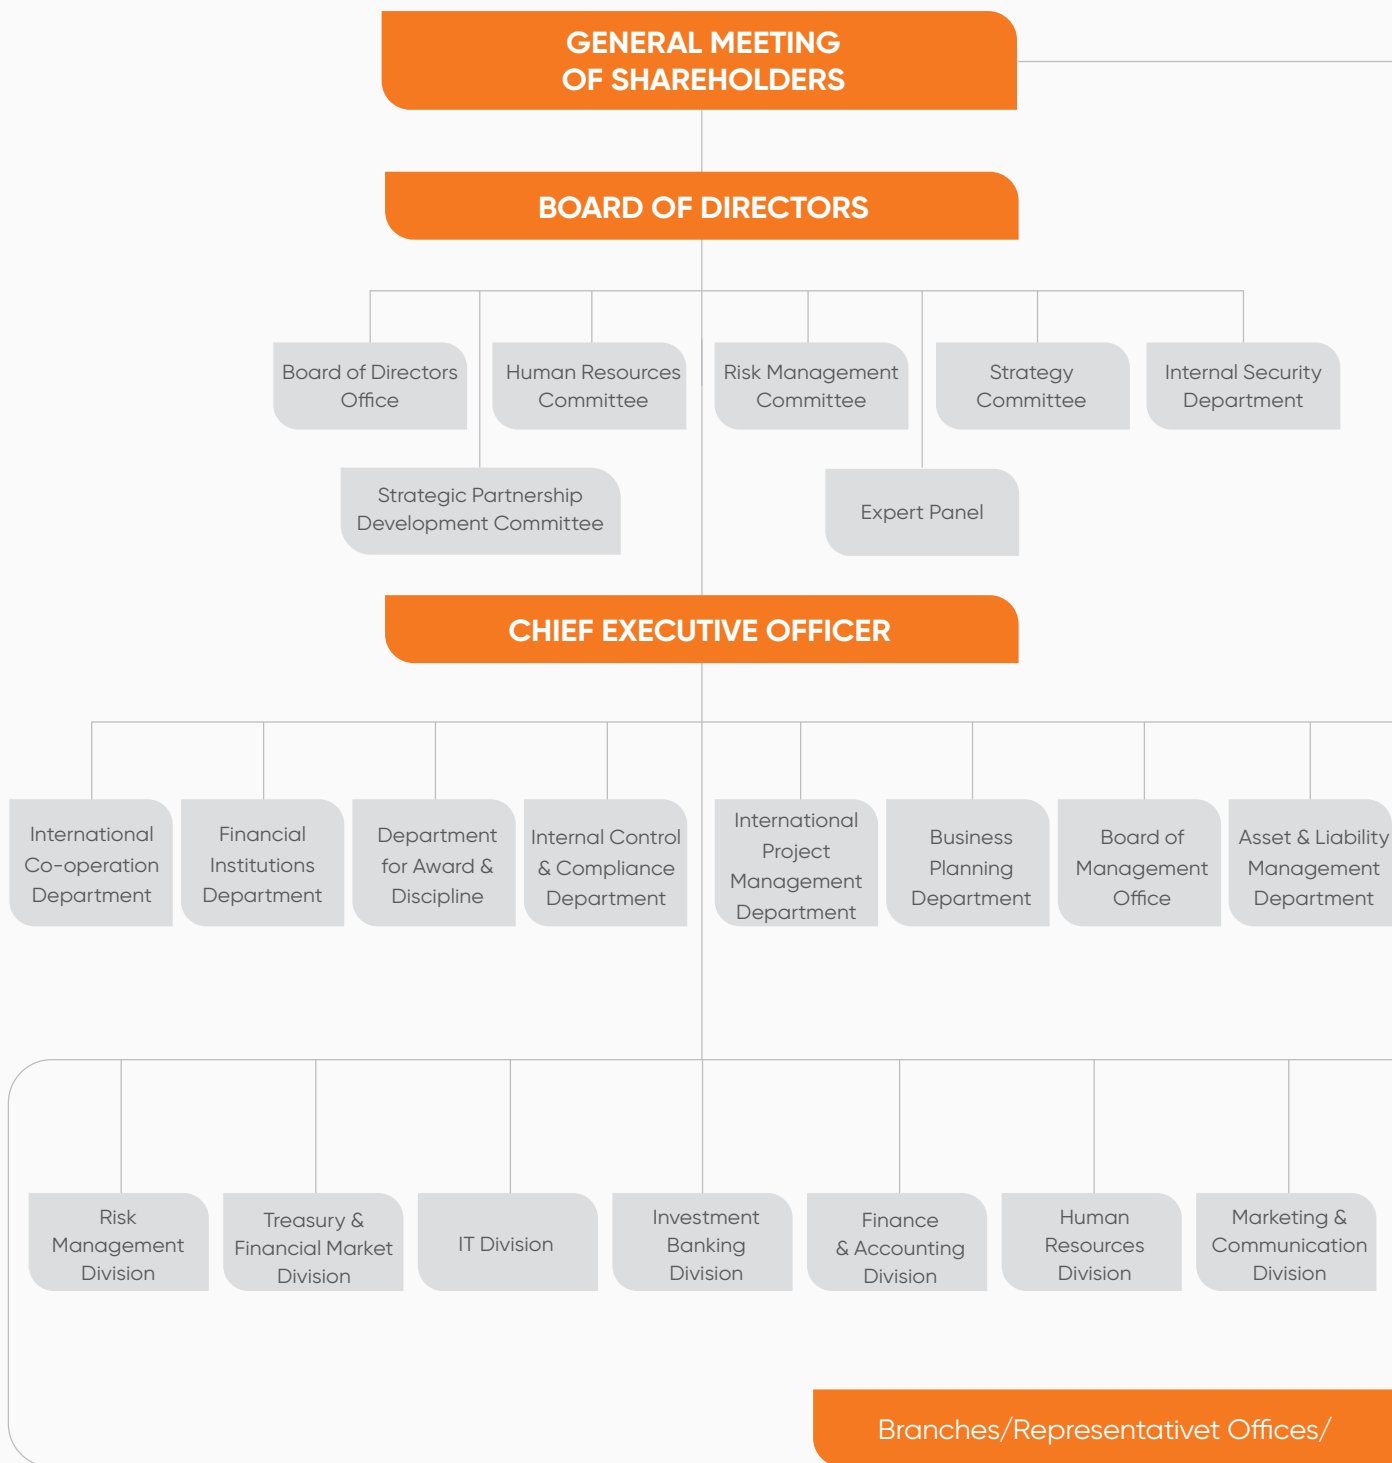 GENERAL MEETING
OF SHAREHOLDERS
BOARD OF DIRECTORS
Board of Directors
Office
Human Resources
Committee
Risk Management
Committee
Strategy
Committee
Internal Security
Department
Strategic Partnership
Development Committee
Expert Panel
CHIEF EXECUTIVE OFFICER
International
Co-operation
Department
Financial
Institutions
Department
Department
for Award &
Discipline
Internal Control
& Compliance
Department
International
Project
Management
Department
Business
Planning
Department
Board of
Management
Office
Asset & Liability
Management
Department
Risk
Management
Division
Treasury &
Financial Market
Division
IT Division
Investment
Banking
Division
Finance
& Accounting
Division
Human
Resources
Division
Marketing &
Communication
Division
Branches/Representativet Offices/